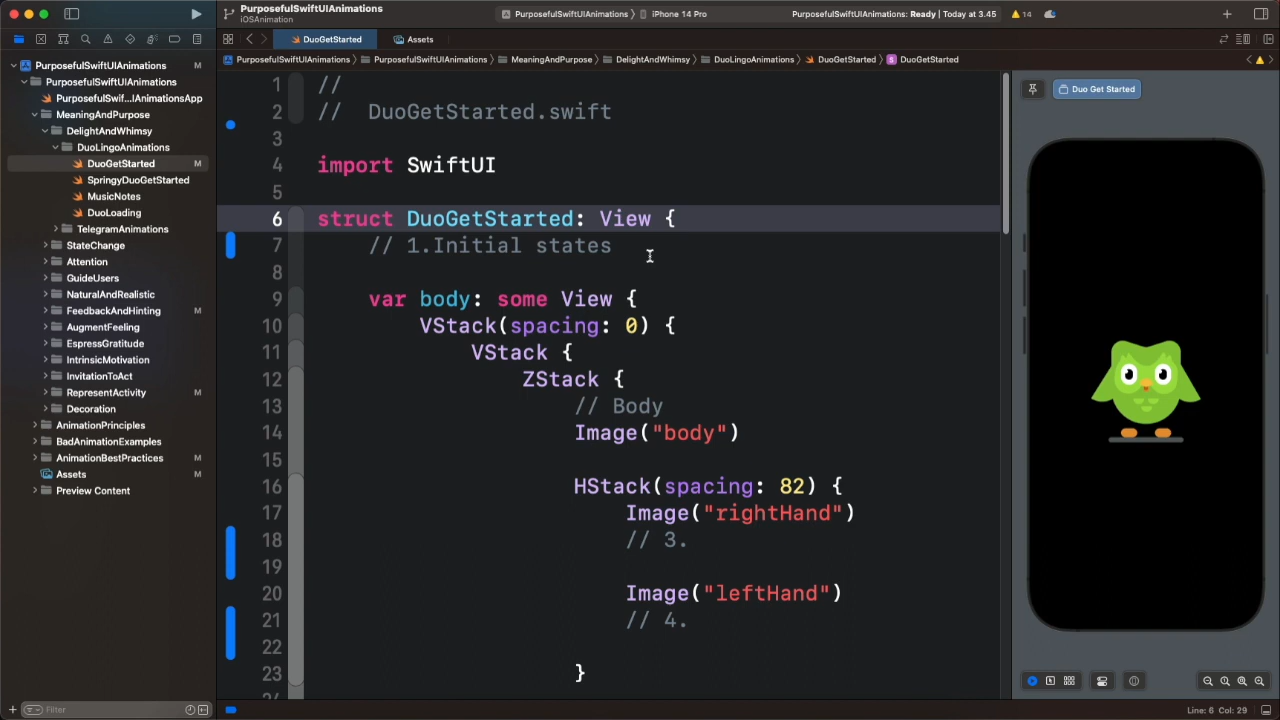 PurposefulSwiftUIAnimations
iOSAnimation
PurposefulSwiftUIAnimations
iPhone 14 Pro
PurposefulSwiftUIAnimations: Ready | Today at 3.45
14
DuoGetStarted
Assets
PurposefulSwiftUIAnimations
PurposefulSwiftUIAnimations
MeaningAndPurpose
DelightAndWhimsy
DuoLingoAnimations
DuoGetStarted
S DuoGetStarted
PurposefulSwiftUIAnimations M
PurposefulSwiftUIAnimations
PurposefulSwif...IAnimationsApp
MeaningAndPurpose
DelightAndWhimsy
DuoLingoAnimations
DuoGetStarted M
SpringyDuoGetStarted
MusicNotes
DuoLoading
TelegramAnimations
StateChange
Attention
GuideUsers
NaturalAndRealistic
FeedbackAndHinting M
AugmentFeeling
EspressGratitude
IntrinsicMotivation
InvitationToAct
RepresentActivity M
Decoration
AnimationPrinciples
BadAnimationExamples
AnimationBestPractices M
Assets M
Preview Content
Filter
1 //
2 //  DuoGetStarted.swift
3
4 import SwiftUI
5
6 struct DuoGetStarted: View {
7     // 1.Initial states
8
9     var body: some View {
10         VStack(spacing: 0) {
11             VStack {
12                 ZStack {
13                     // Body
14                     Image("body")
15
16                     HStack(spacing: 82) {
17                         Image("rightHand")
18                         // 3.
19
20                         Image("leftHand")
21                         // 4.
22
23                     }
Duo Get Started
Line: 6 Col: 29